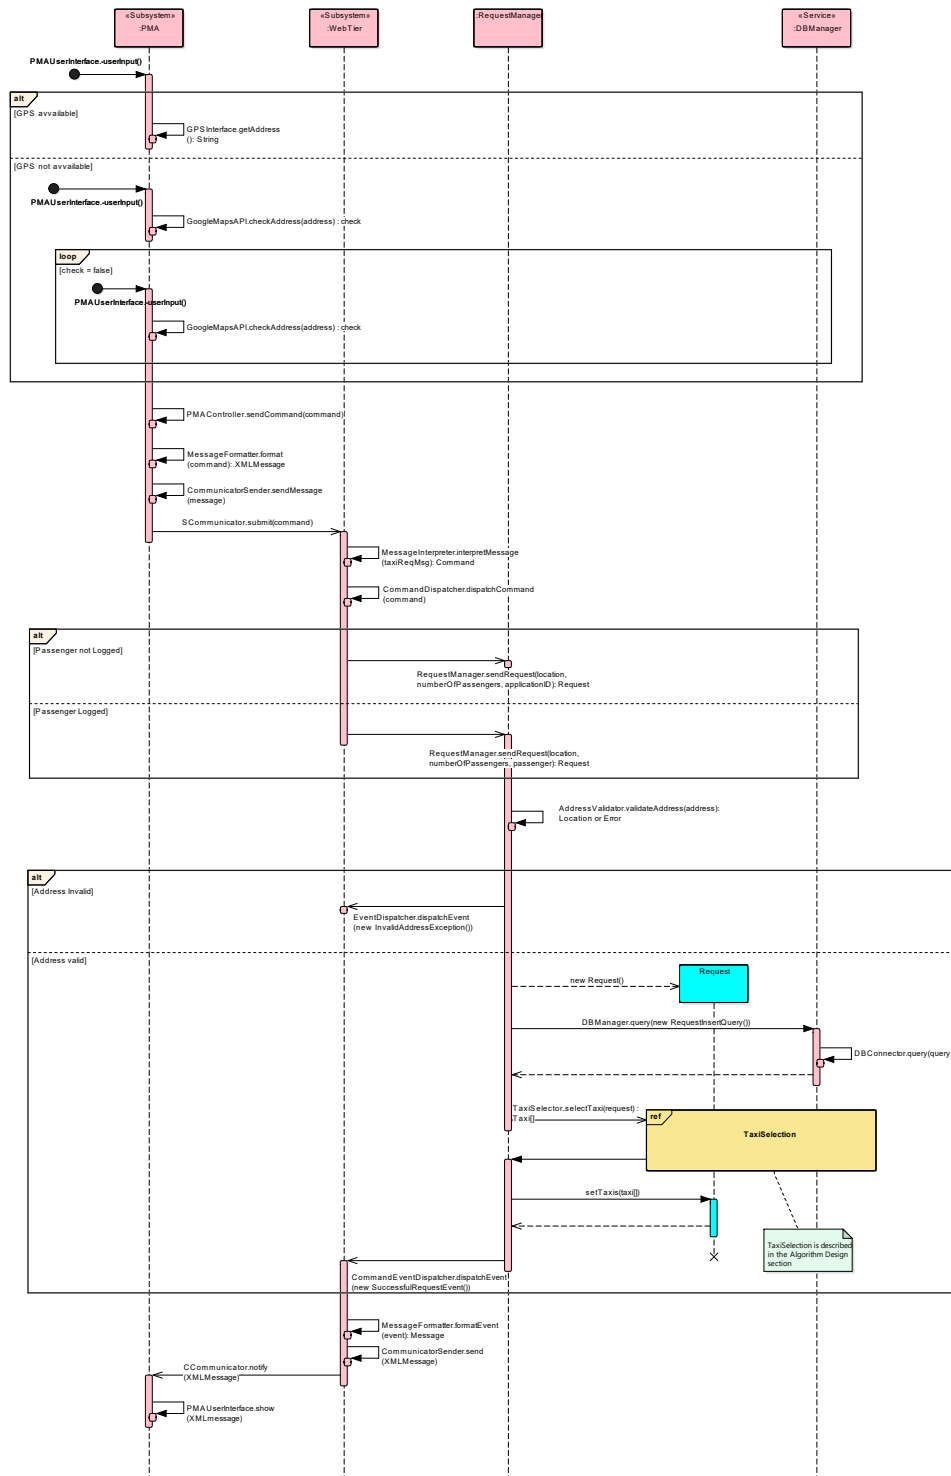 «Subsystem»
:PMA
«Subsystem»
:WebTier
:RequestManager
«Service»
:DBManager
PMAUserInterface.-userInput()
alt
[GPS avvailable]
GPSInterface.getAddress
(): String
[GPS not avvailable]
PMAUserInterface.-userInput()
GoogleMapsAPI.checkAddress(address) : check
loop
[check = false]
PMAUserInterface.-userInput()
GoogleMapsAPI.checkAddress(address) : check
PMAController.sendCommand(command)
MessageFormatter.format
(command): XMLMessage
CommunicatorSender.sendMessage
(message)
SCommunicator.submit(command)
MessageInterpreter.interpretMessage
(taxiReqMsg): Command
CommandDispatcher.dispatchCommand
(command)
alt
[Passenger not Logged]
RequestManager.sendRequest(location,
numberOfPassengers, applicationID): Request
[Passenger Logged]
RequestManager.sendRequest(location,
numberOfPassengers, passenger): Request
AddressValidator.validateAddress(address):
Location or Error
alt
[Address Invalid]
EventDispatcher.dispatchEvent
(new InvalidAddressException())
[Address valid]
Request
new Request()
DBManager.query(new RequestInsertQuery())
DBConnector.query(query
TaxiSelector.selectTaxi(request) :
Taxi[]
ref
TaxiSelection
setTaxis(taxi[])
TaxiSelection is described
in the Algorithm Design
section
CommandEventDispatcher.dispatchEvent
(new SuccessfulRequestEvent())
MessageFormatter.formatEvent
(event): Message
CommunicatorSender.send
(XMLMessage)
CCommunicator.notify
(XMLMessage)
PMAUserInterface.show
(XMLmessage)